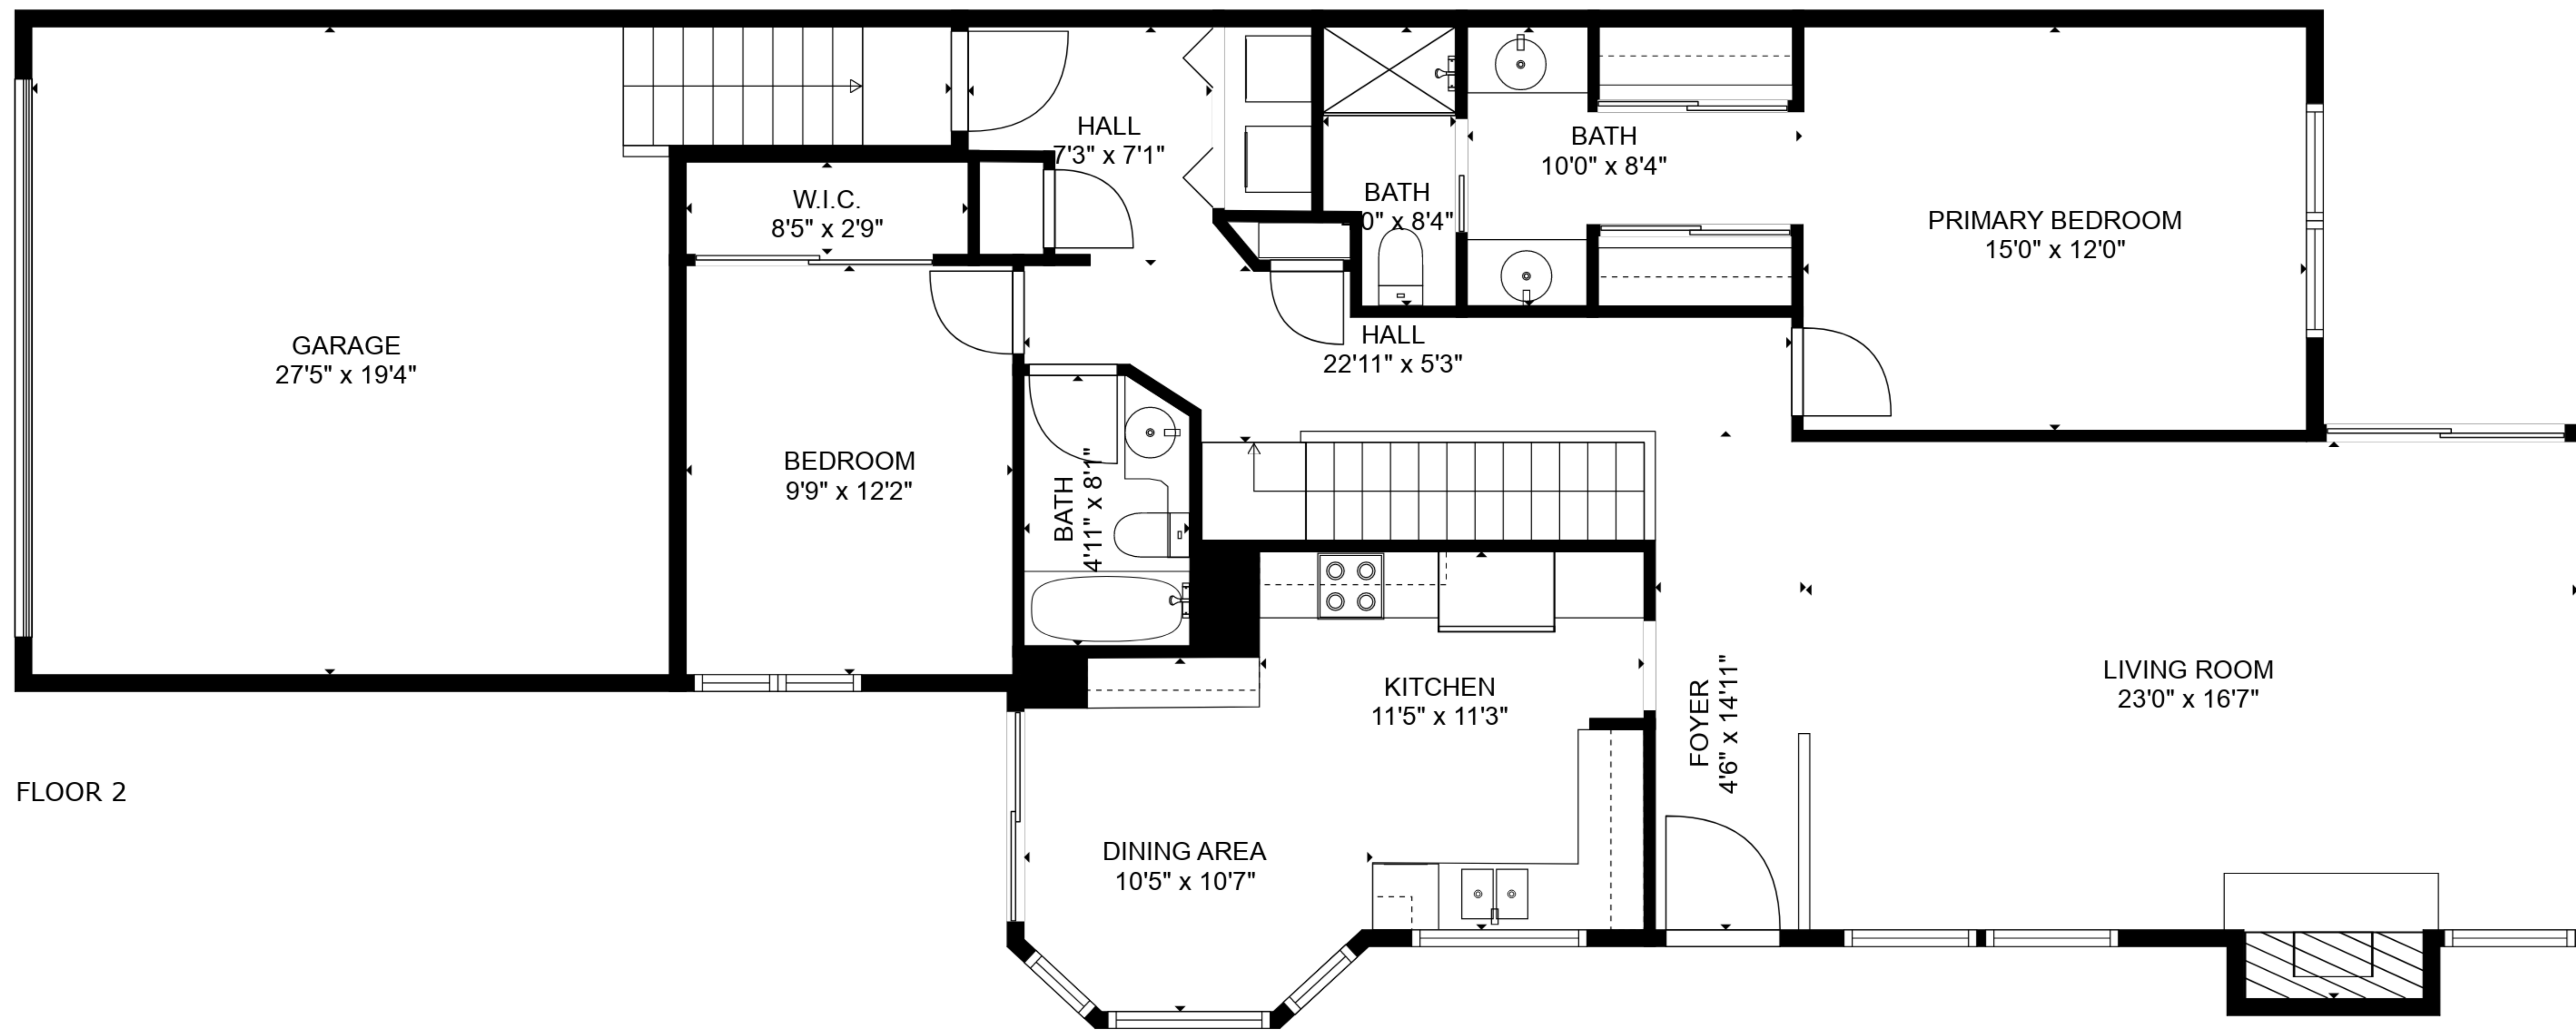 HALL
7'3" x 7'1"
BATH
10'0" x 8'4"
W.I.C.
8'5" x 2'9"
BATH
0" x 8'4"
PRIMARY BEDROOM
15'0" x 12'0"
GARAGE
27'5" x 19'4"
HALL
22'11" x 5'3"
BEDROOM
9'9" x 12'2"
BATH
4'11" x 8'1"
KITCHEN
11'5" x 11'3"
FOYER
4'6" x 14'11"
LIVING ROOM
23'0" x 16'7"
FLOOR 2
DINING AREA
10'5" x 10'7"